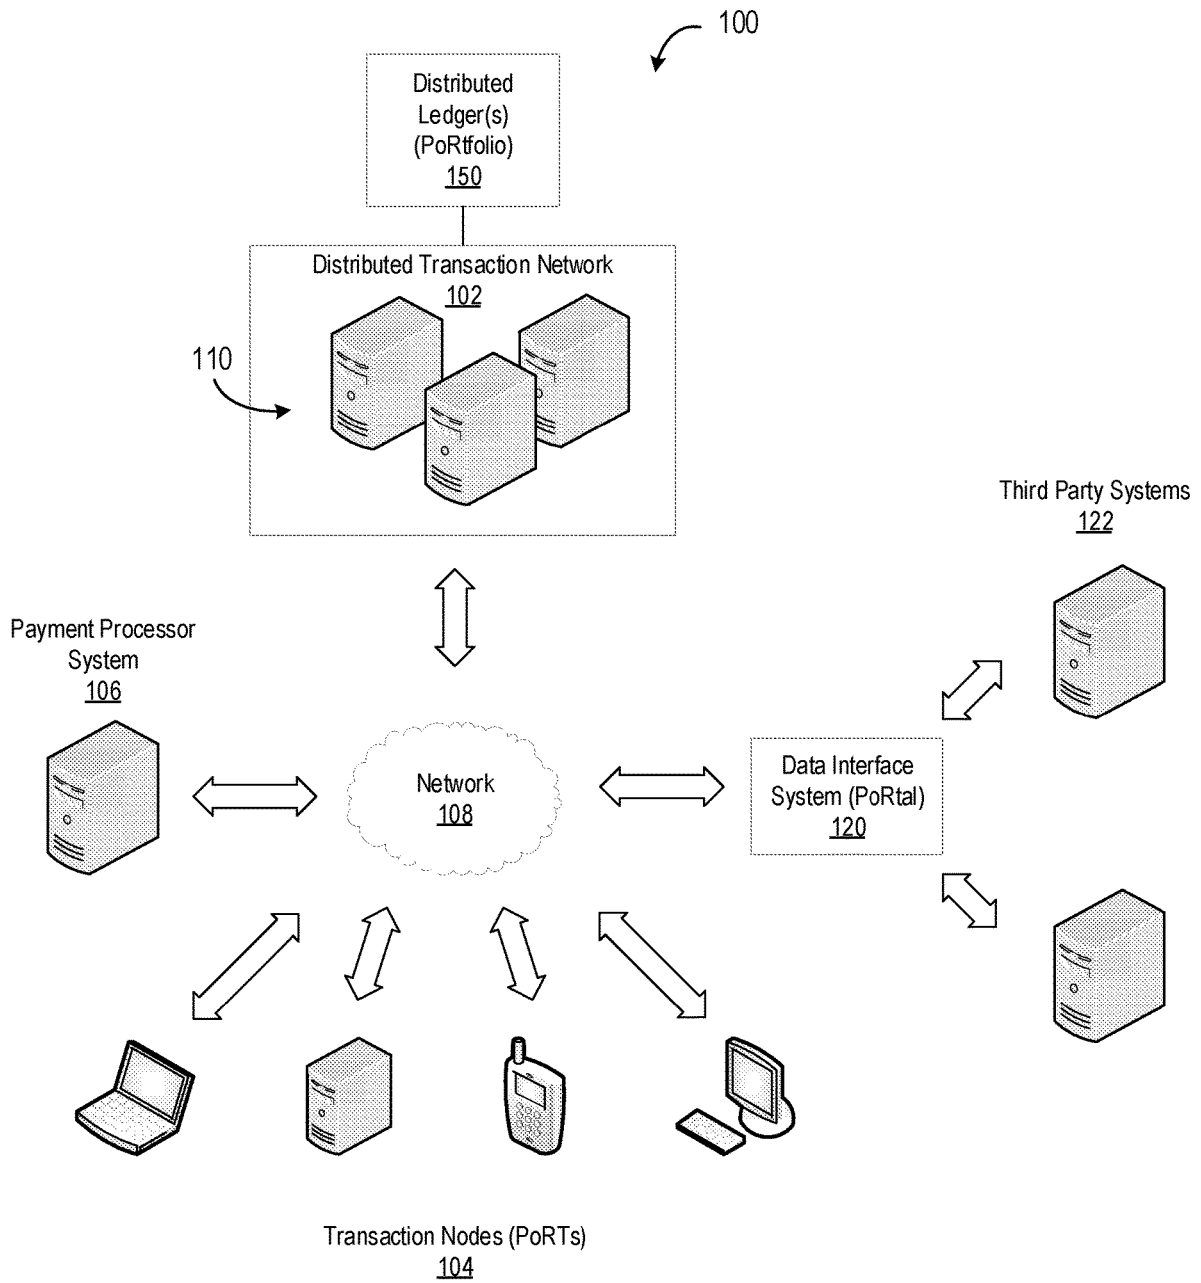 100
Distributed
Ledger(s)
(PoRtfolio)
150
Distributed Transaction Network
102
110
Third Party Systems
122
Payment Processor
System
106
Network
108
Data Interface
System (PoRtal)
120
Transaction Nodes (PoRTs)
104